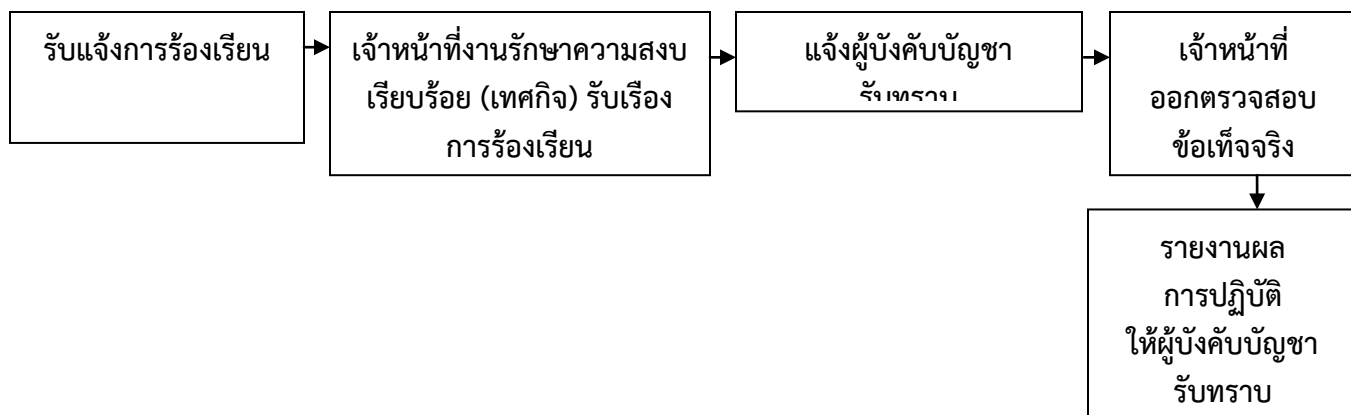 รับแจ้งการร้องเรียน
เจ้าหน้าที่งานรักษาความสงบ
เรียบร้อย (เทศกิจ) รับเรือง
การร้องเรียน
แจ้งผู้บังคับบัญชา
รับทราบ
เจ้าหน้าที่
ออกตรวจสอบ
ข้อเท็จจริง
รายงานผล
การปฏิบัติ
ให้ผู้บังคับบัญชา
รับทราบ